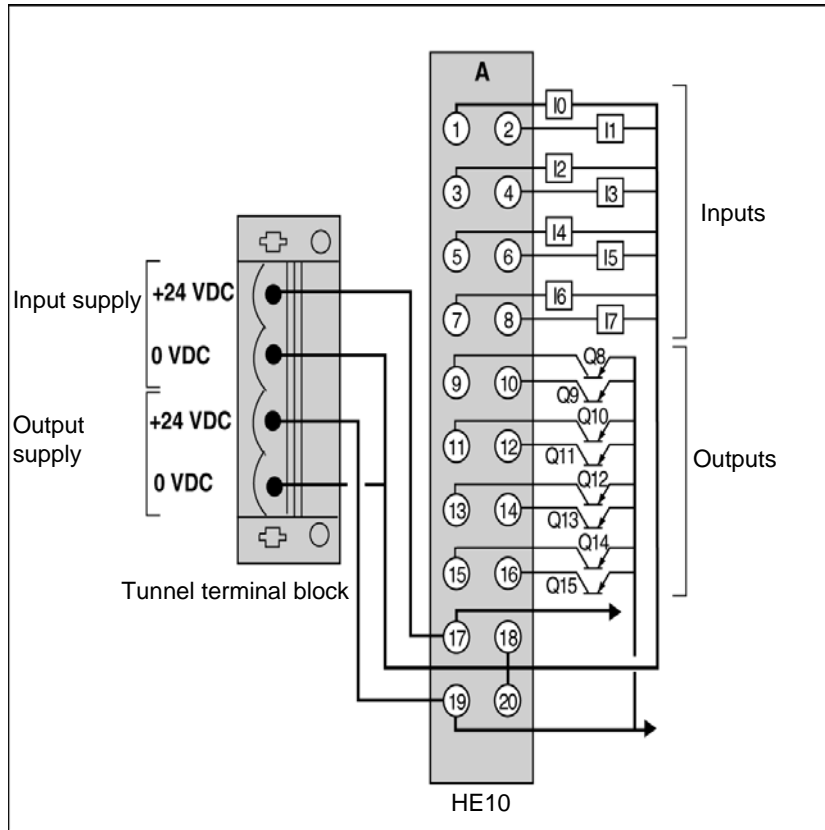 A
1
I0
2
I1
3
I2
4
I3
5
I4
6
I5
7
I6
8
I7
Inputs
Input supply
+24 VDC
0 VDC
Output
supply
+24 VDC
0 VDC
Tunnel terminal block
9
Q8
10
Q9
11
Q10
12
Q11
13
Q12
14
Q13
15
Q14
16
Q15
Outputs
17
18
19
20
HE10